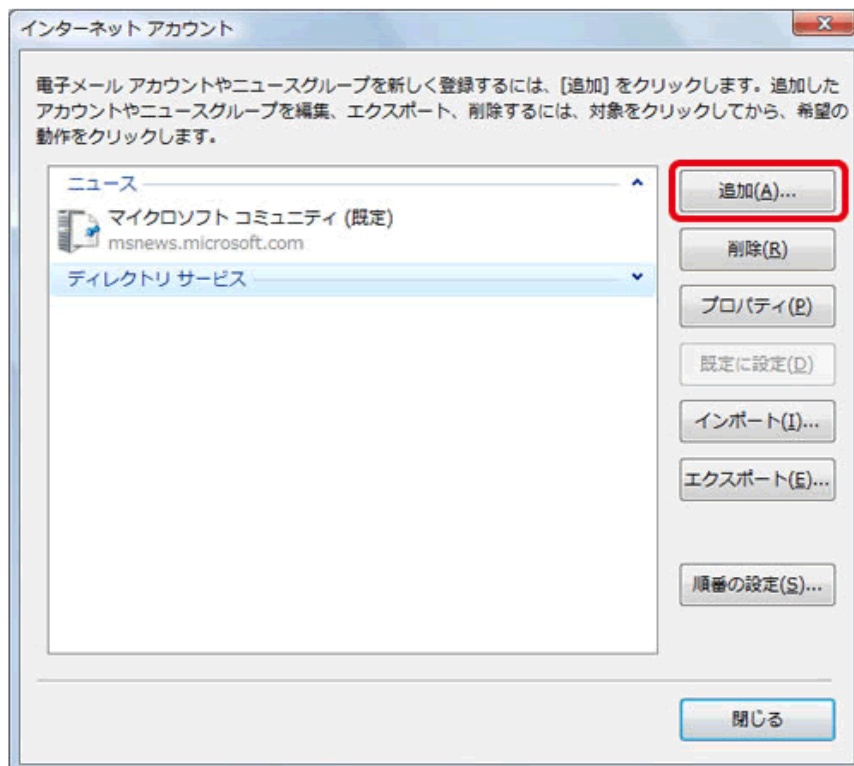 インターネット アカウント
電子メール アカウントやニュースグループを新しく登録するには、[追加] をクリックします。追加した
アカウントやニュースグループを編集、エクスポート、削除するには、対象をクリックしてから、希望の
動作をクリックします。
ニュース
マイクロソフト コミュニティ (既定)
msnews.microsoft.com
ディレクトリ サービス
追加(A)...
削除(R)
プロパティ(P)
既定に設定(D)
インポート(I)...
エクスポート(E)...
順番の設定(S)...
閉じる